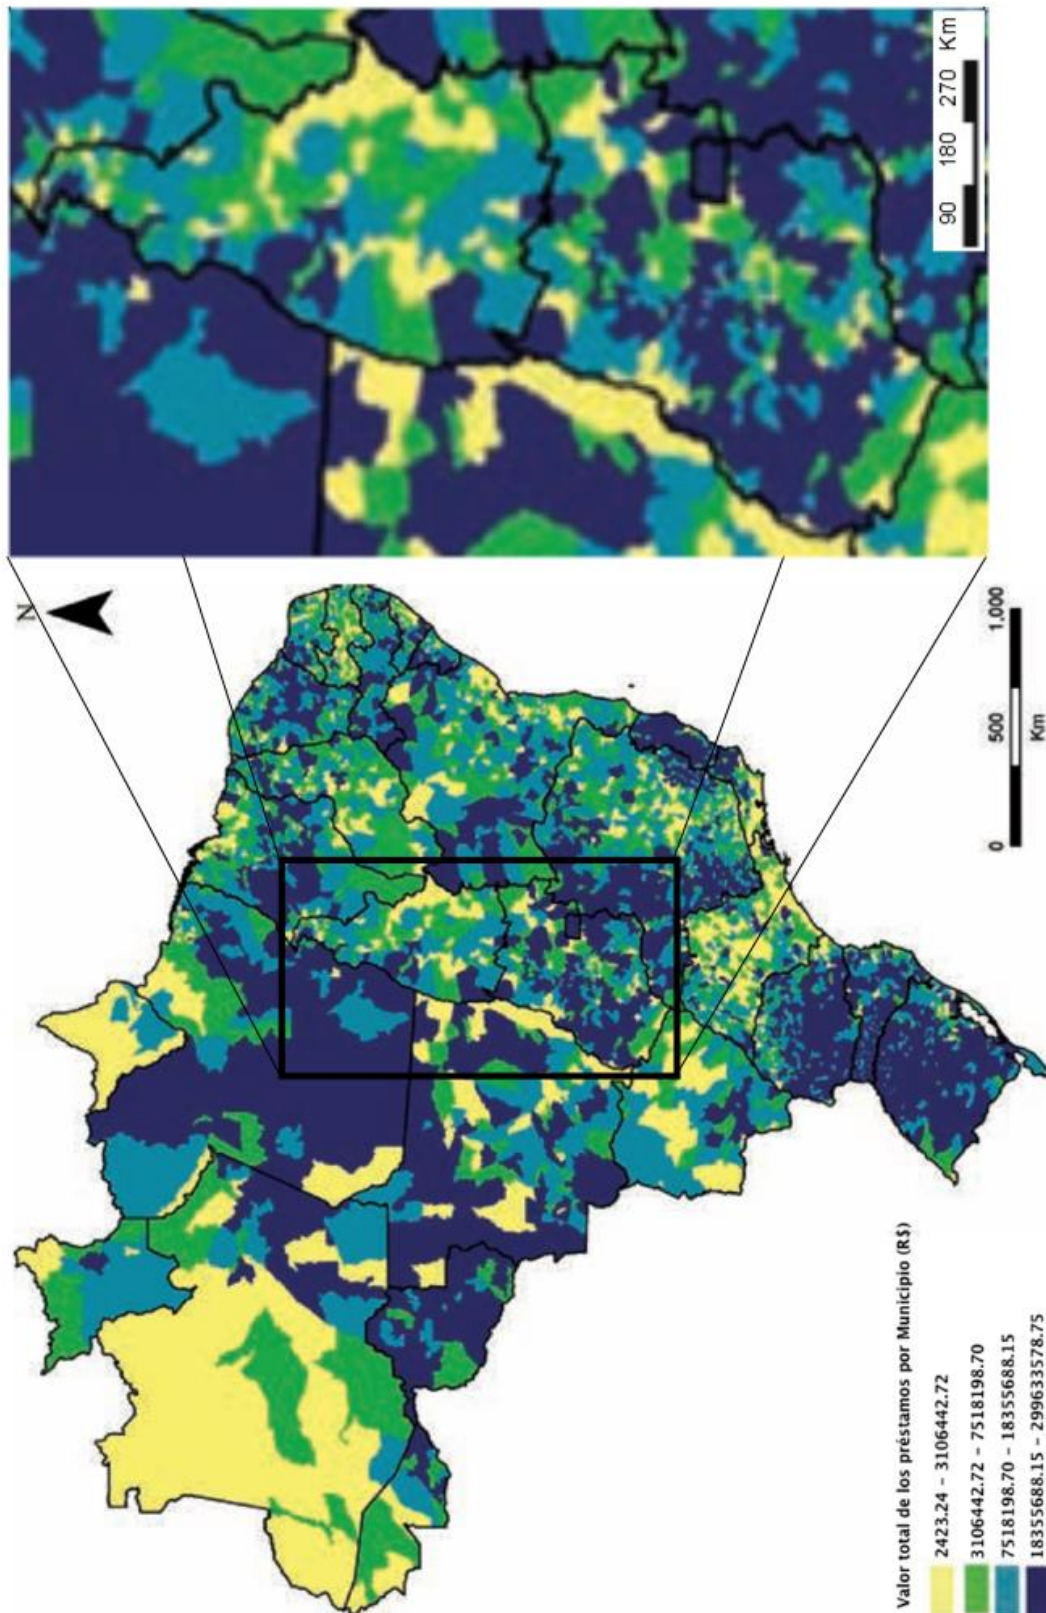 90 180 270 Km
N
0 500 1.000
Km
Valor total de los préstamos por Municipio (R$)
2423.24 – 3106442.72
3106442.72 – 7518198.70
7518198.70 – 18355688.15
18355688.15 – 299633578.75